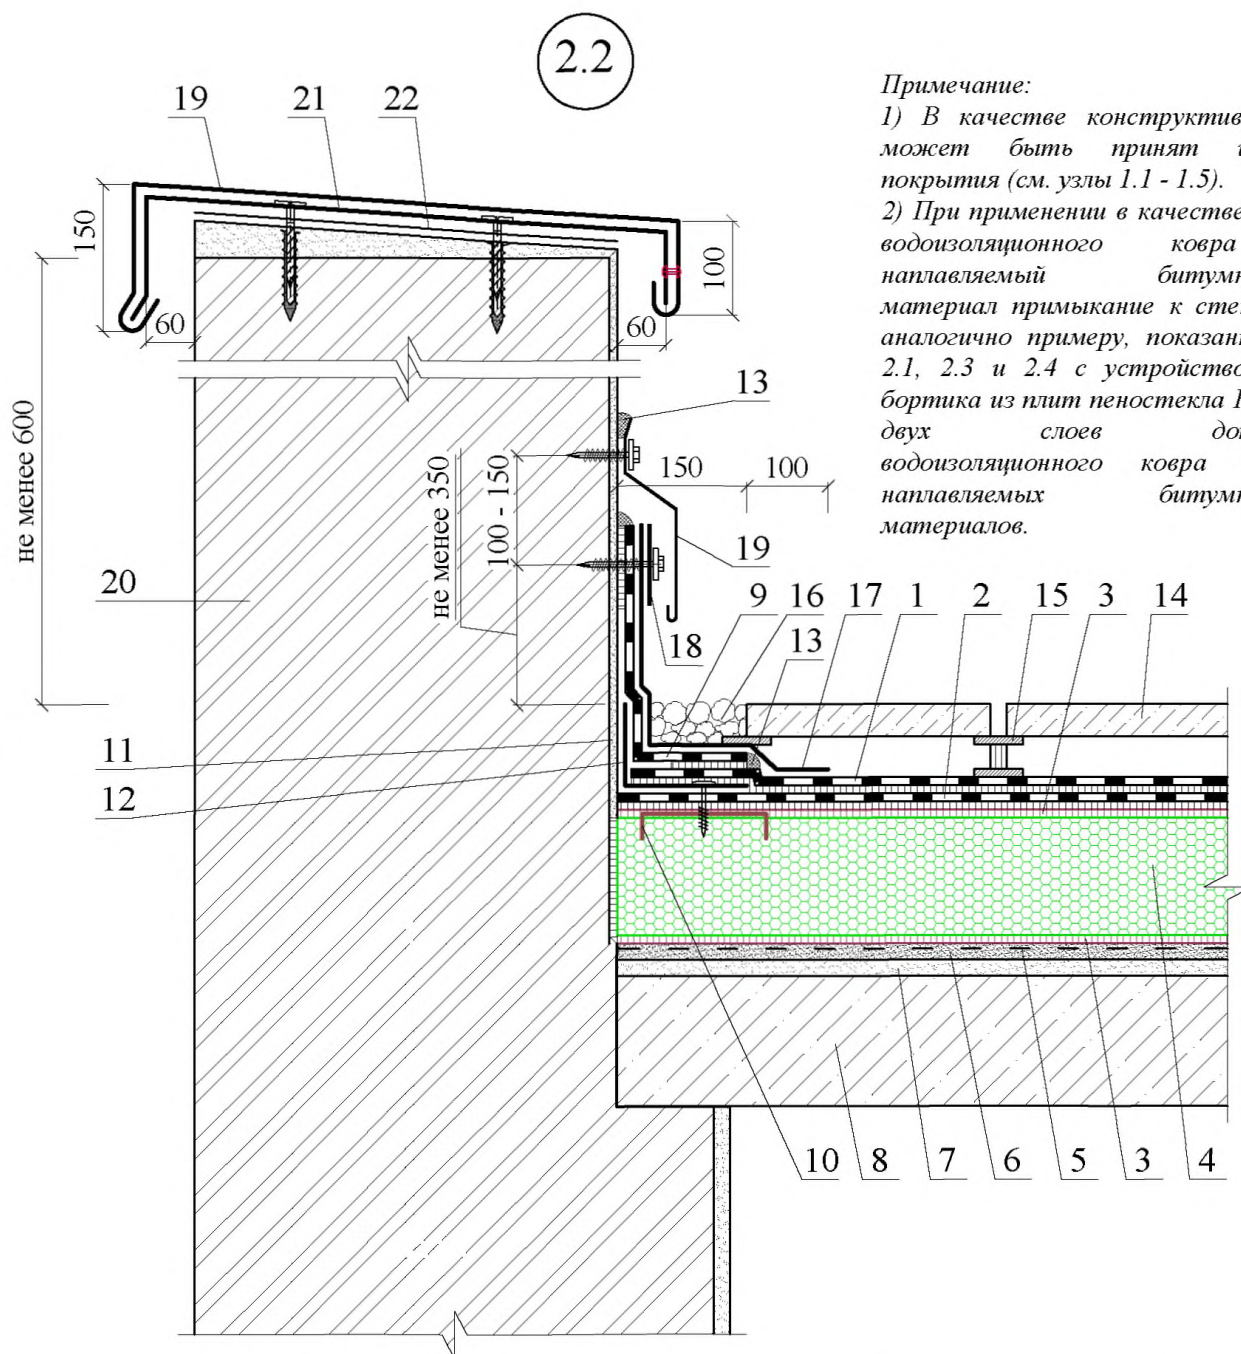 2.2
Примечание:
1) В качестве конструктив
может быть принят
покрытия (см. узлы 1.1 - 1.5).
2) При применении в качестве
водоизоляционного ковра
наплавляемый битумн
материал примыкание к сте
аналогично примеру, показан
2.1, 2.3 и 2.4 с устройство
бортика из плит пеностекла
двух слоев до
водоизоляционного ковра
наплавляемых битумн
материалов.
19 21 22
150
100
60 60
13
не менее 600
не менее 350
100 - 150
150 100
19
20
9 16 17 1 2 15 3 14
18 13
11
12
10 8 7 6 5 3 4